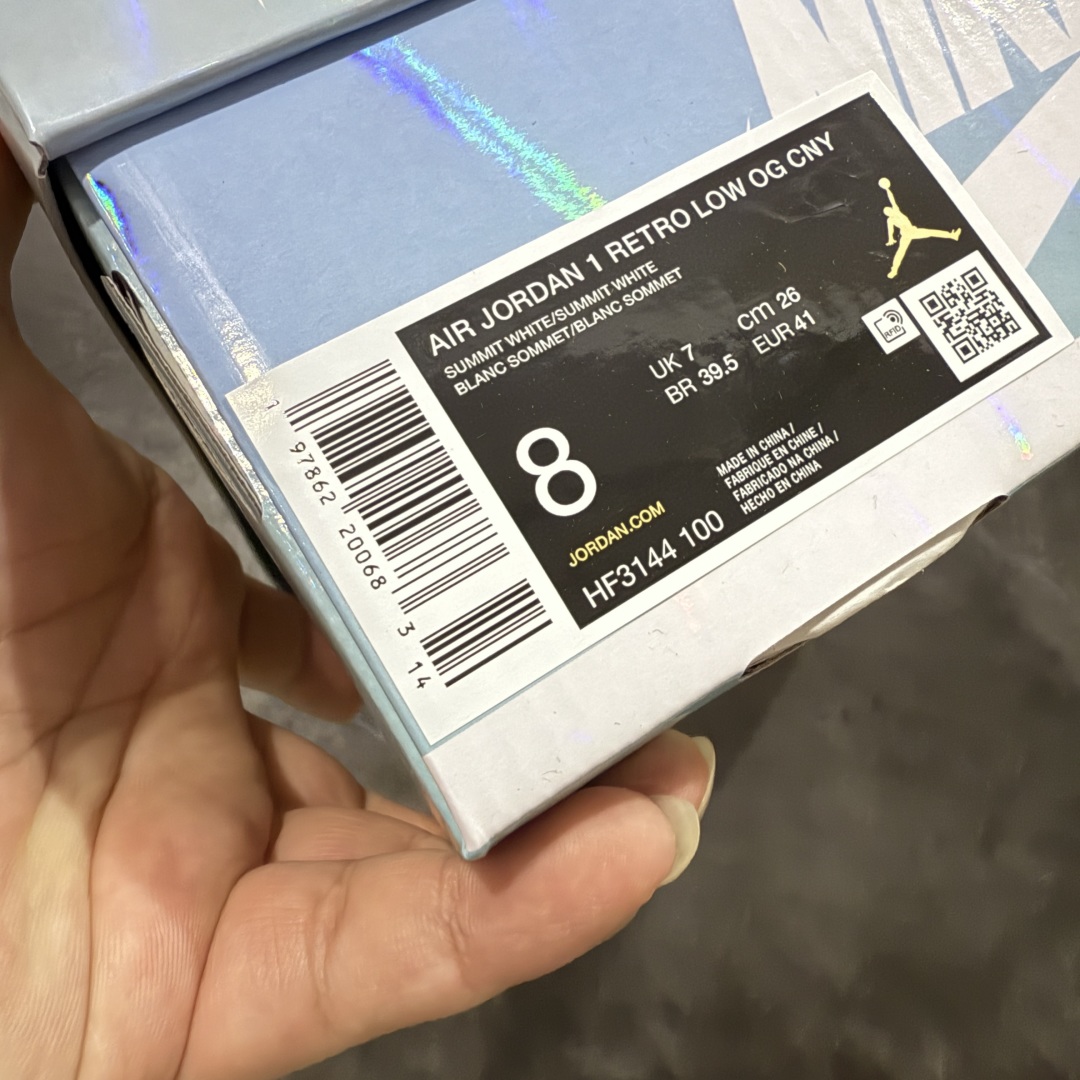 AIR JORDAN 1 RETRO LOW OG CNY
SUMMIT WHITE/SUMMIT WHITE
BLANC SOMMET/BLANC SOMMET
UK 7
cm 26
BR 39.5
EUR 41
RFID
8
MADE IN CHINA /
FABRIQUE EN CHINE /
FABRICADO NA CHINA /
HECHO EN CHINA
JORDAN.COM
HF3144 100
1 97862 20068 3 14